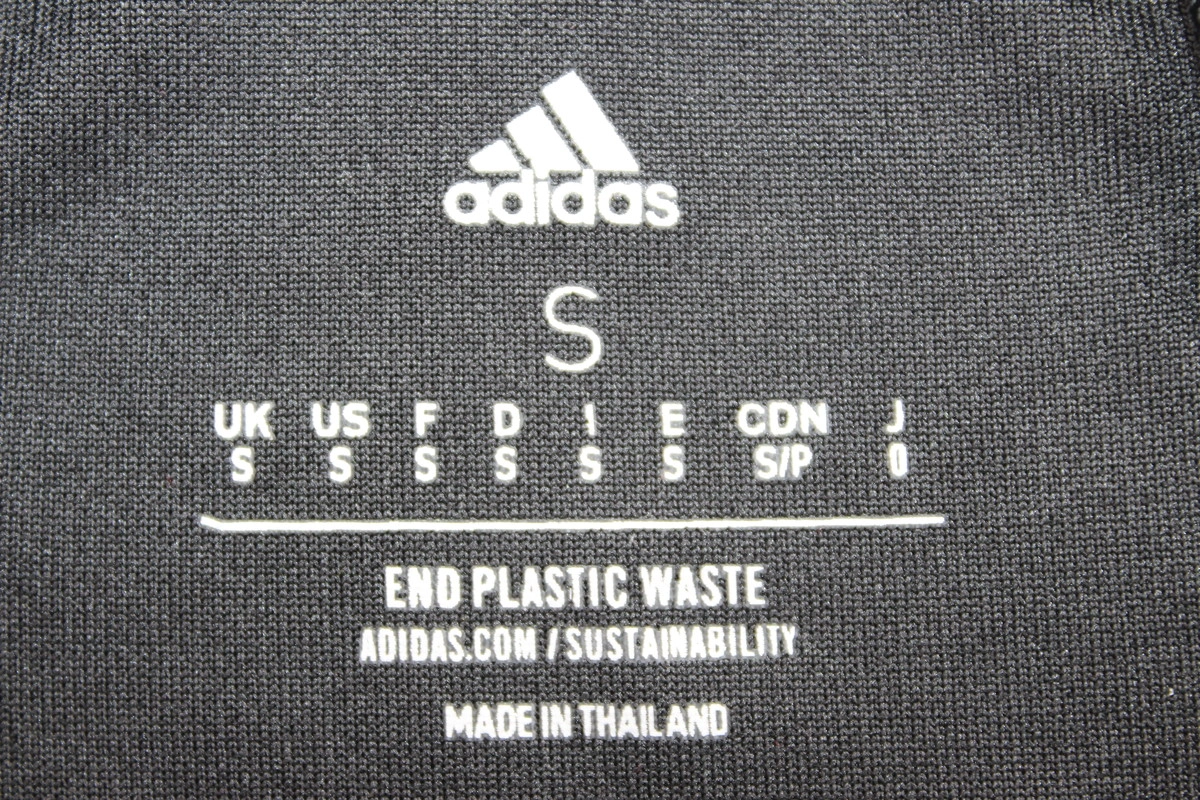 adidas
S
UK US F D I E CDN J
S S S S S S S/P O
END PLASTIC WASTE
ADIDAS.COM / SUSTAINABILITY
MADE IN THAILAND